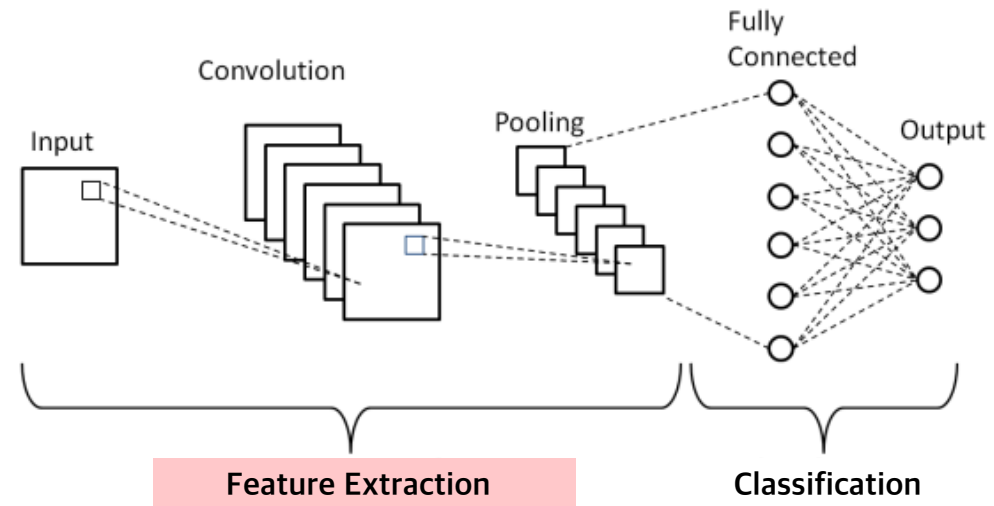 Input
Convolution
Pooling
Fully
Connected
Output
Feature Extraction
Classification